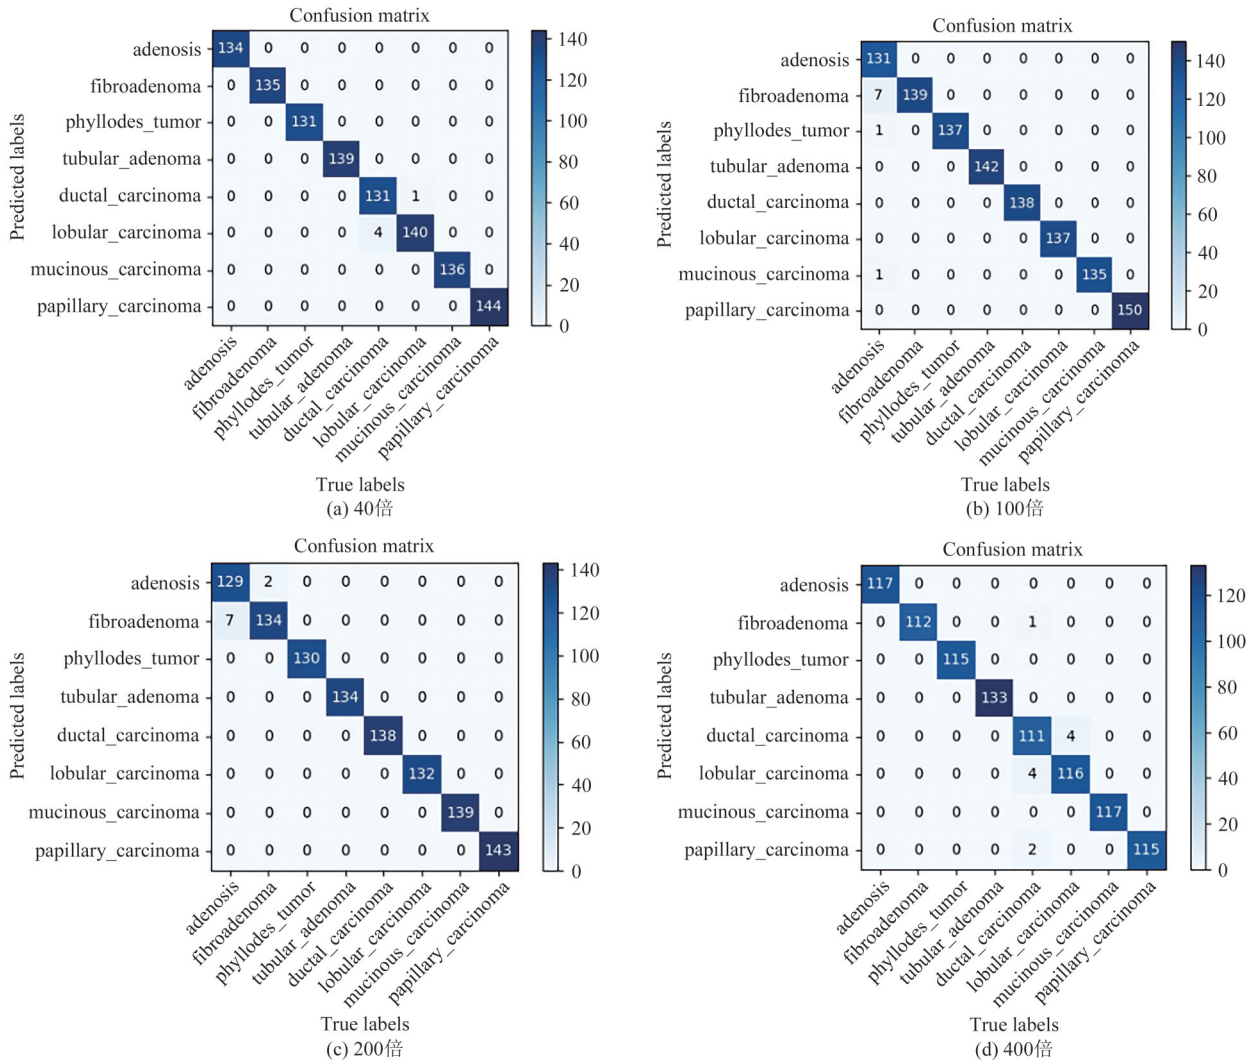 Confusion matrix
Predicted labels
adenosis 134 0 0 0 0 0 0 0
fibroadenoma 0 135 0 0 0 0 0 0
phyllodes_tumor 0 0 131 0 0 0 0 0
tubular_adenoma 0 0 0 139 0 0 0 0
ductal_carcinoma 0 0 0 0 131 1 0 0
lobular_carcinoma 0 0 0 0 4 140 0 0
mucinous_carcinoma 0 0 0 0 0 0 136 0
papillary_carcinoma 0 0 0 0 0 0 0 144
140
120
100
80
60
40
20
0
adenosis
fibroadenoma
phyllodes_tumor
tubular_adenoma
ductal_carcinoma
lobular_carcinoma
mucinous_carcinoma
papillary_carcinoma
True labels
(a) 40倍
Confusion matrix
Predicted labels
adenosis 131 0 0 0 0 0 0 0
fibroadenoma 7 139 0 0 0 0 0 0
phyllodes_tumor 1 0 137 0 0 0 0 0
tubular_adenoma 0 0 0 142 0 0 0 0
ductal_carcinoma 0 0 0 0 138 0 0 0
lobular_carcinoma 0 0 0 0 0 137 0 0
mucinous_carcinoma 1 0 0 0 0 0 135 0
papillary_carcinoma 0 0 0 0 0 0 0 150
140
120
100
80
60
40
20
0
adenosis
fibroadenoma
phyllodes_tumor
tubular_adenoma
ductal_carcinoma
lobular_carcinoma
mucinous_carcinoma
papillary_carcinoma
True labels
(b) 100倍
Confusion matrix
Predicted labels
adenosis 129 2 0 0 0 0 0 0
fibroadenoma 7 134 0 0 0 0 0 0
phyllodes_tumor 0 0 130 0 0 0 0 0
tubular_adenoma 0 0 0 134 0 0 0 0
ductal_carcinoma 0 0 0 0 138 0 0 0
lobular_carcinoma 0 0 0 0 0 132 0 0
mucinous_carcinoma 0 0 0 0 0 0 139 0
papillary_carcinoma 0 0 0 0 0 0 0 143
140
120
100
80
60
40
20
0
adenosis
fibroadenoma
phyllodes_tumor
tubular_adenoma
ductal_carcinoma
lobular_carcinoma
mucinous_carcinoma
papillary_carcinoma
True labels
(c) 200倍
Confusion matrix
Predicted labels
adenosis 117 0 0 0 0 0 0 0
fibroadenoma 0 112 0 0 1 0 0 0
phyllodes_tumor 0 0 115 0 0 0 0 0
tubular_adenoma 0 0 0 133 0 0 0 0
ductal_carcinoma 0 0 0 0 111 4 0 0
lobular_carcinoma 0 0 0 0 4 116 0 0
mucinous_carcinoma 0 0 0 0 0 0 117 0
papillary_carcinoma 0 0 0 0 2 0 0 115
120
100
80
60
40
20
0
adenosis
fibroadenoma
phyllodes_tumor
tubular_adenoma
ductal_carcinoma
lobular_carcinoma
mucinous_carcinoma
papillary_carcinoma
True labels
(d) 400倍